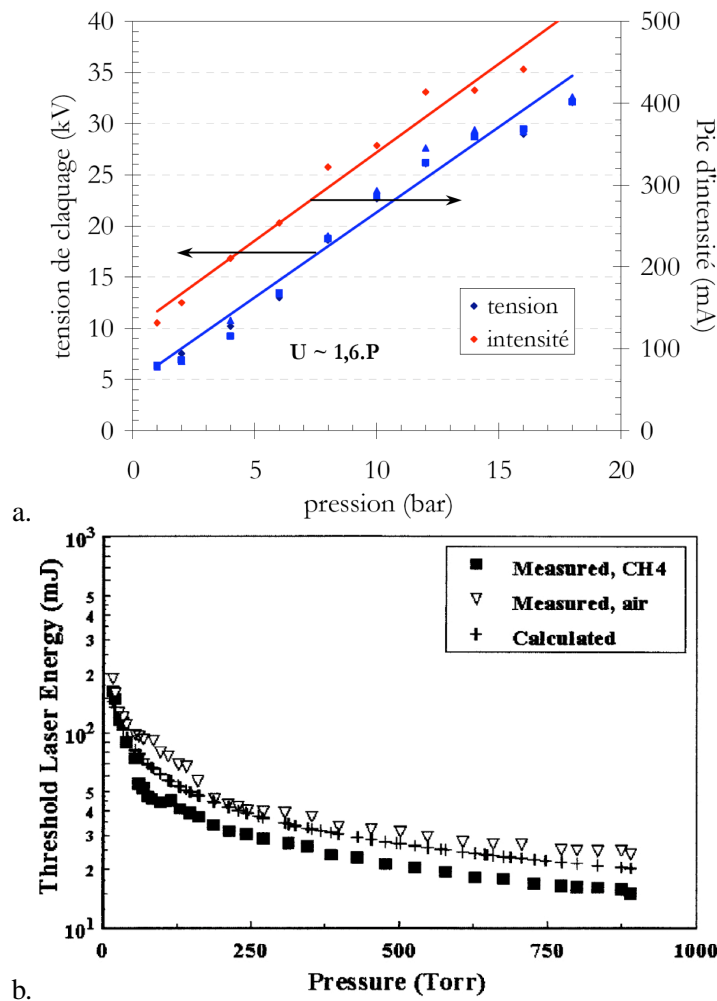 40
35
30
25
20
15
10
5
0
tension de claquage (kV)
500
400
300
200
100
0
Pic d'intensité (mA)
tension
intensité
U ~ 1,6.P
0 5 10 15 20
pression (bar)
a.
10³
5
4
3
2
10²
5
4
3
2
10¹
Threshold Laser Energy (mJ)
Measured, CH4
Measured, air
Calculated
0 250 500 750 1000
Pressure (Torr)
b.